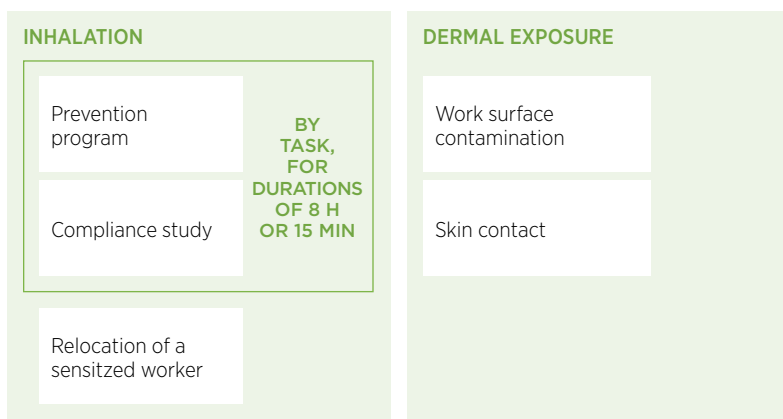 INHALATION
Prevention
program
Compliance study
BY
TASK,
FOR
DURATIONS
OF 8 H
OR 15 MIN
Relocation of a
sensitzed worker
DERMAL EXPOSURE
Work surface
contamination
Skin contact